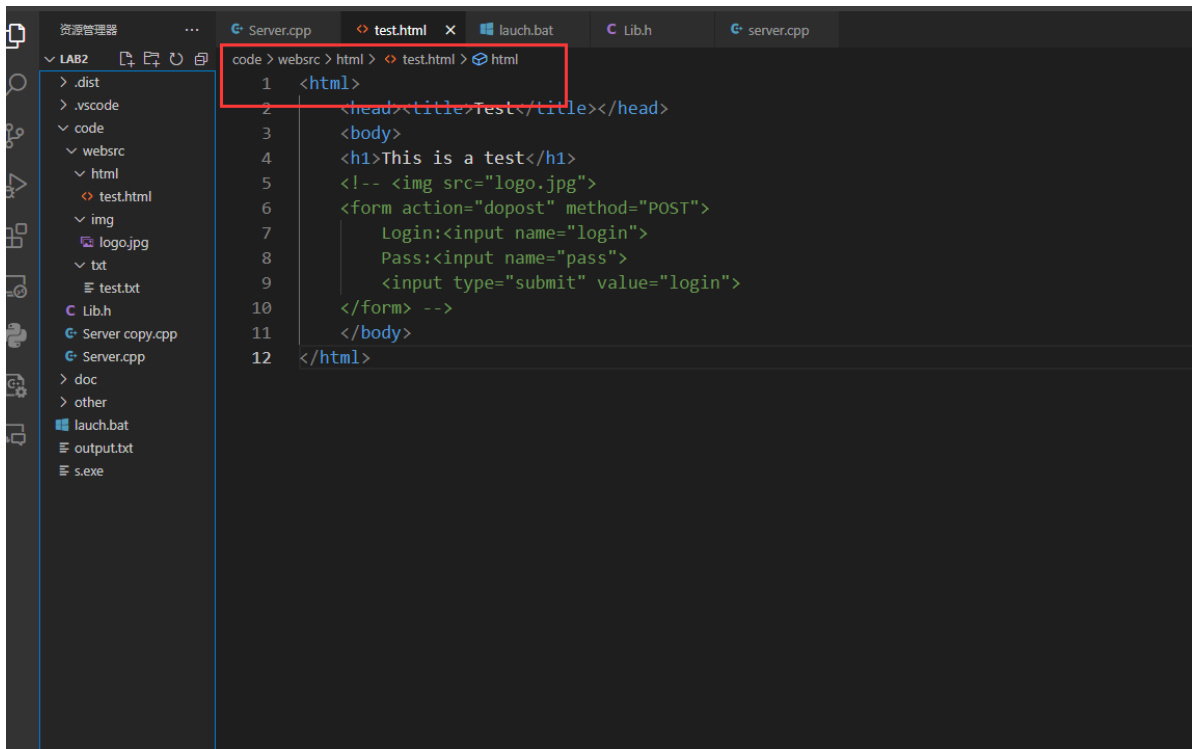 资源管理器 ...
Server.cpp test.html × lauch.bat C Lib.h server.cpp
LAB2
code > websrc > html > test.html > html
.dist
.vscode
code
websrc
html
test.html
img
logo.jpg
txt
test.txt
C Lib.h
Server copy.cpp
Server.cpp
doc
other
lauch.bat
output.txt
s.exe
1 <html>
2 <head><title>Test</title></head>
3 <body>
4 <h1>This is a test</h1>
5 <!-- <img src="logo.jpg">
6 <form action="dopost" method="POST">
7 Login:<input name="login">
8 Pass:<input name="pass">
9 <input type="submit" value="login">
10 </form> -->
11 </body>
12 </html>